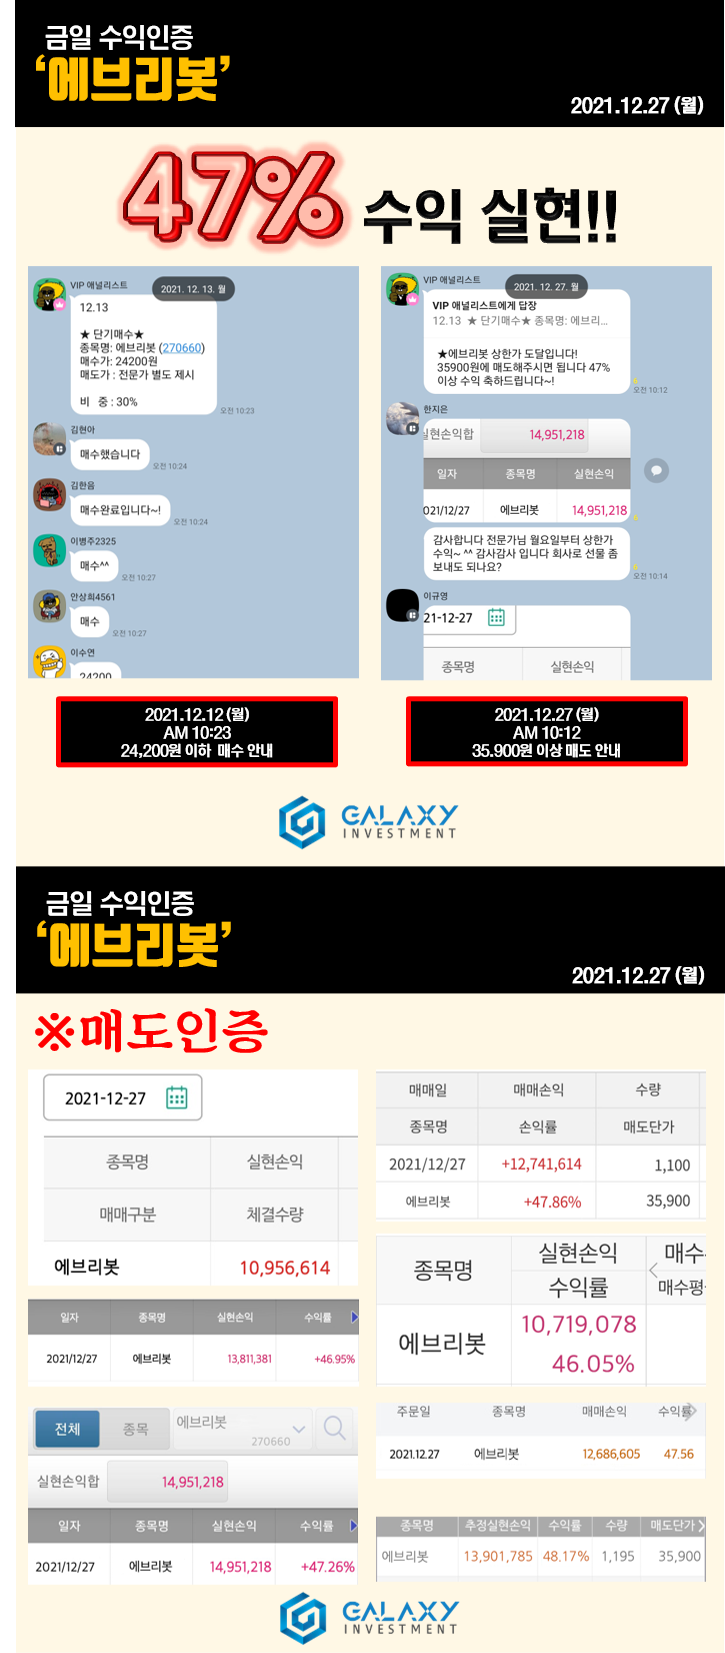 금일 수익인증
‘에브리봇’
2021.12.27 (월)
47% 수익 실현!!
VIP 애널리스트
2021. 12. 13. 월
12.13
★ 단기매수★
종목명: 에브리봇 (270660)
매수가: 24200원
매도가 : 전문가 별도 제시
비 중 : 30%
오전 10:23
김현아
매수했습니다
오전 10:24
김한음
매수완료입니다~!
오전 10:24
이병주2325
매수^^
오전 10:27
안상희4561
매수
오전 10:27
이수연
24200
VIP 애널리스트
2021. 12. 27. 월
VIP 애널리스트에게 답장
12.13 ★ 단기매수★ 종목명: 에브리...
★에브리봇 상한가 도달입니다!
35900원에 매도해주시면 됩니다 47%
이상 수익 축하드립니다~!
오전 10:12
한지은
실현손익합 14,951,218
일자 종목명 실현손익
021/12/27 에브리봇 14,951,218
감사합니다 전문가님 월요일부터 상한가
수익~ ^^ 감사감사 입니다 회사로 선물 좀
보내도 되나요?
오전 10:14
이규영
21-12-27
종목명 실현손익
2021.12.12 (월)
AM 10:23
24,200원 이하 매수 안내
2021.12.27 (월)
AM 10:12
35.900원 이상 매도 안내
GALAXY
INVESTMENT
금일 수익인증
‘에브리봇’
2021.12.27 (월)
※매도인증
2021-12-27
종목명 실현손익
매매구분 체결수량
에브리봇 10,956,614
일자 종목명 실현손익 수익률
2021/12/27 에브리봇 13,811,381 +46.95%
전체 종목 에브리봇
270660
실현손익합 14,951,218
일자 종목명 실현손익 수익률
2021/12/27 에브리봇 14,951,218 +47.26%
매매일 매매손익 수량
종목명 손익률 매도단가
2021/12/27 +12,741,614 1,100
에브리봇 +47.86% 35,900
종목명 실현손익 매수
수익률 매수평
에브리봇 10,719,078
46.05%
주문일 종목명 매매손익 수익률
2021.12.27 에브리봇 12,686,605 47.56
종목명 추정실현손익 수익률 수량 매도단가
에브리봇 13,901,785 48.17% 1,195 35,900
GALAXY
INVESTMENT